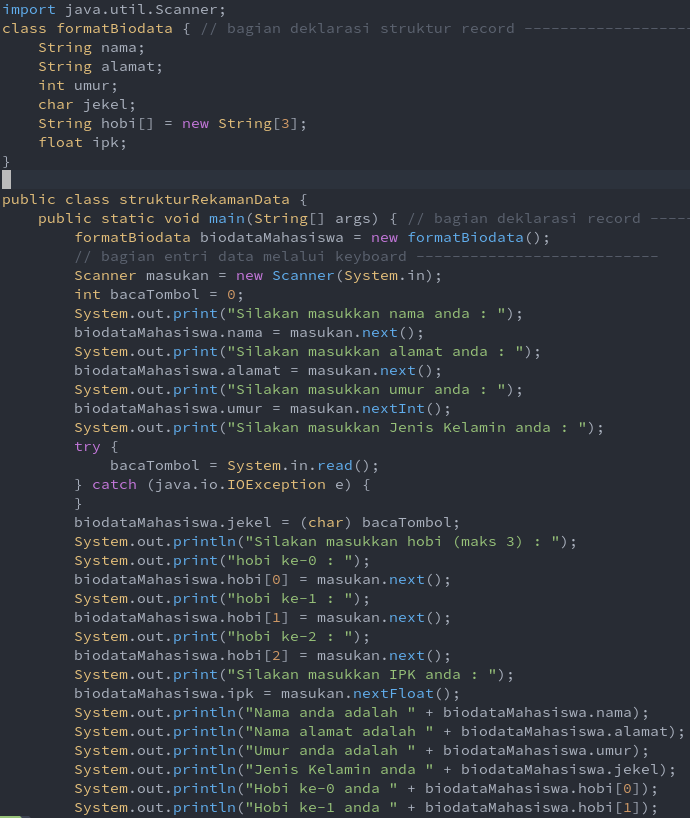 import java.util.Scanner;
class formatBiodata { // bagian deklarasi struktur record -------------------
    String nama;
    String alamat;
    int umur;
    char jekel;
    String hobi[] = new String[3];
    float ipk;
}

public class strukturRekamanData {
    public static void main(String[] args) { // bagian deklarasi record -----
        formatBiodata biodataMahasiswa = new formatBiodata();
        // bagian entri data melalui keyboard ---------------------------
        Scanner masukan = new Scanner(System.in);
        int bacaTombol = 0;
        System.out.print("Silakan masukkan nama anda : ");
        biodataMahasiswa.nama = masukan.next();
        System.out.print("Silakan masukkan alamat anda : ");
        biodataMahasiswa.alamat = masukan.next();
        System.out.print("Silakan masukkan umur anda : ");
        biodataMahasiswa.umur = masukan.nextInt();
        System.out.print("Silakan masukkan Jenis Kelamin anda : ");
        try {
            bacaTombol = System.in.read();
        } catch (java.io.IOException e) {
        }
        biodataMahasiswa.jekel = (char) bacaTombol;
        System.out.println("Silakan masukkan hobi (maks 3) : ");
        System.out.print("hobi ke-0 : ");
        biodataMahasiswa.hobi[0] = masukan.next();
        System.out.print("hobi ke-1 : ");
        biodataMahasiswa.hobi[1] = masukan.next();
        System.out.print("hobi ke-2 : ");
        biodataMahasiswa.hobi[2] = masukan.next();
        System.out.print("Silakan masukkan IPK anda : ");
        biodataMahasiswa.ipk = masukan.nextFloat();
        System.out.println("Nama anda adalah " + biodataMahasiswa.nama);
        System.out.println("Nama alamat adalah " + biodataMahasiswa.alamat);
        System.out.println("Umur anda adalah " + biodataMahasiswa.umur);
        System.out.println("Jenis Kelamin anda " + biodataMahasiswa.jekel);
        System.out.println("Hobi ke-0 anda " + biodataMahasiswa.hobi[0]);
        System.out.println("Hobi ke-1 anda " + biodataMahasiswa.hobi[1]);